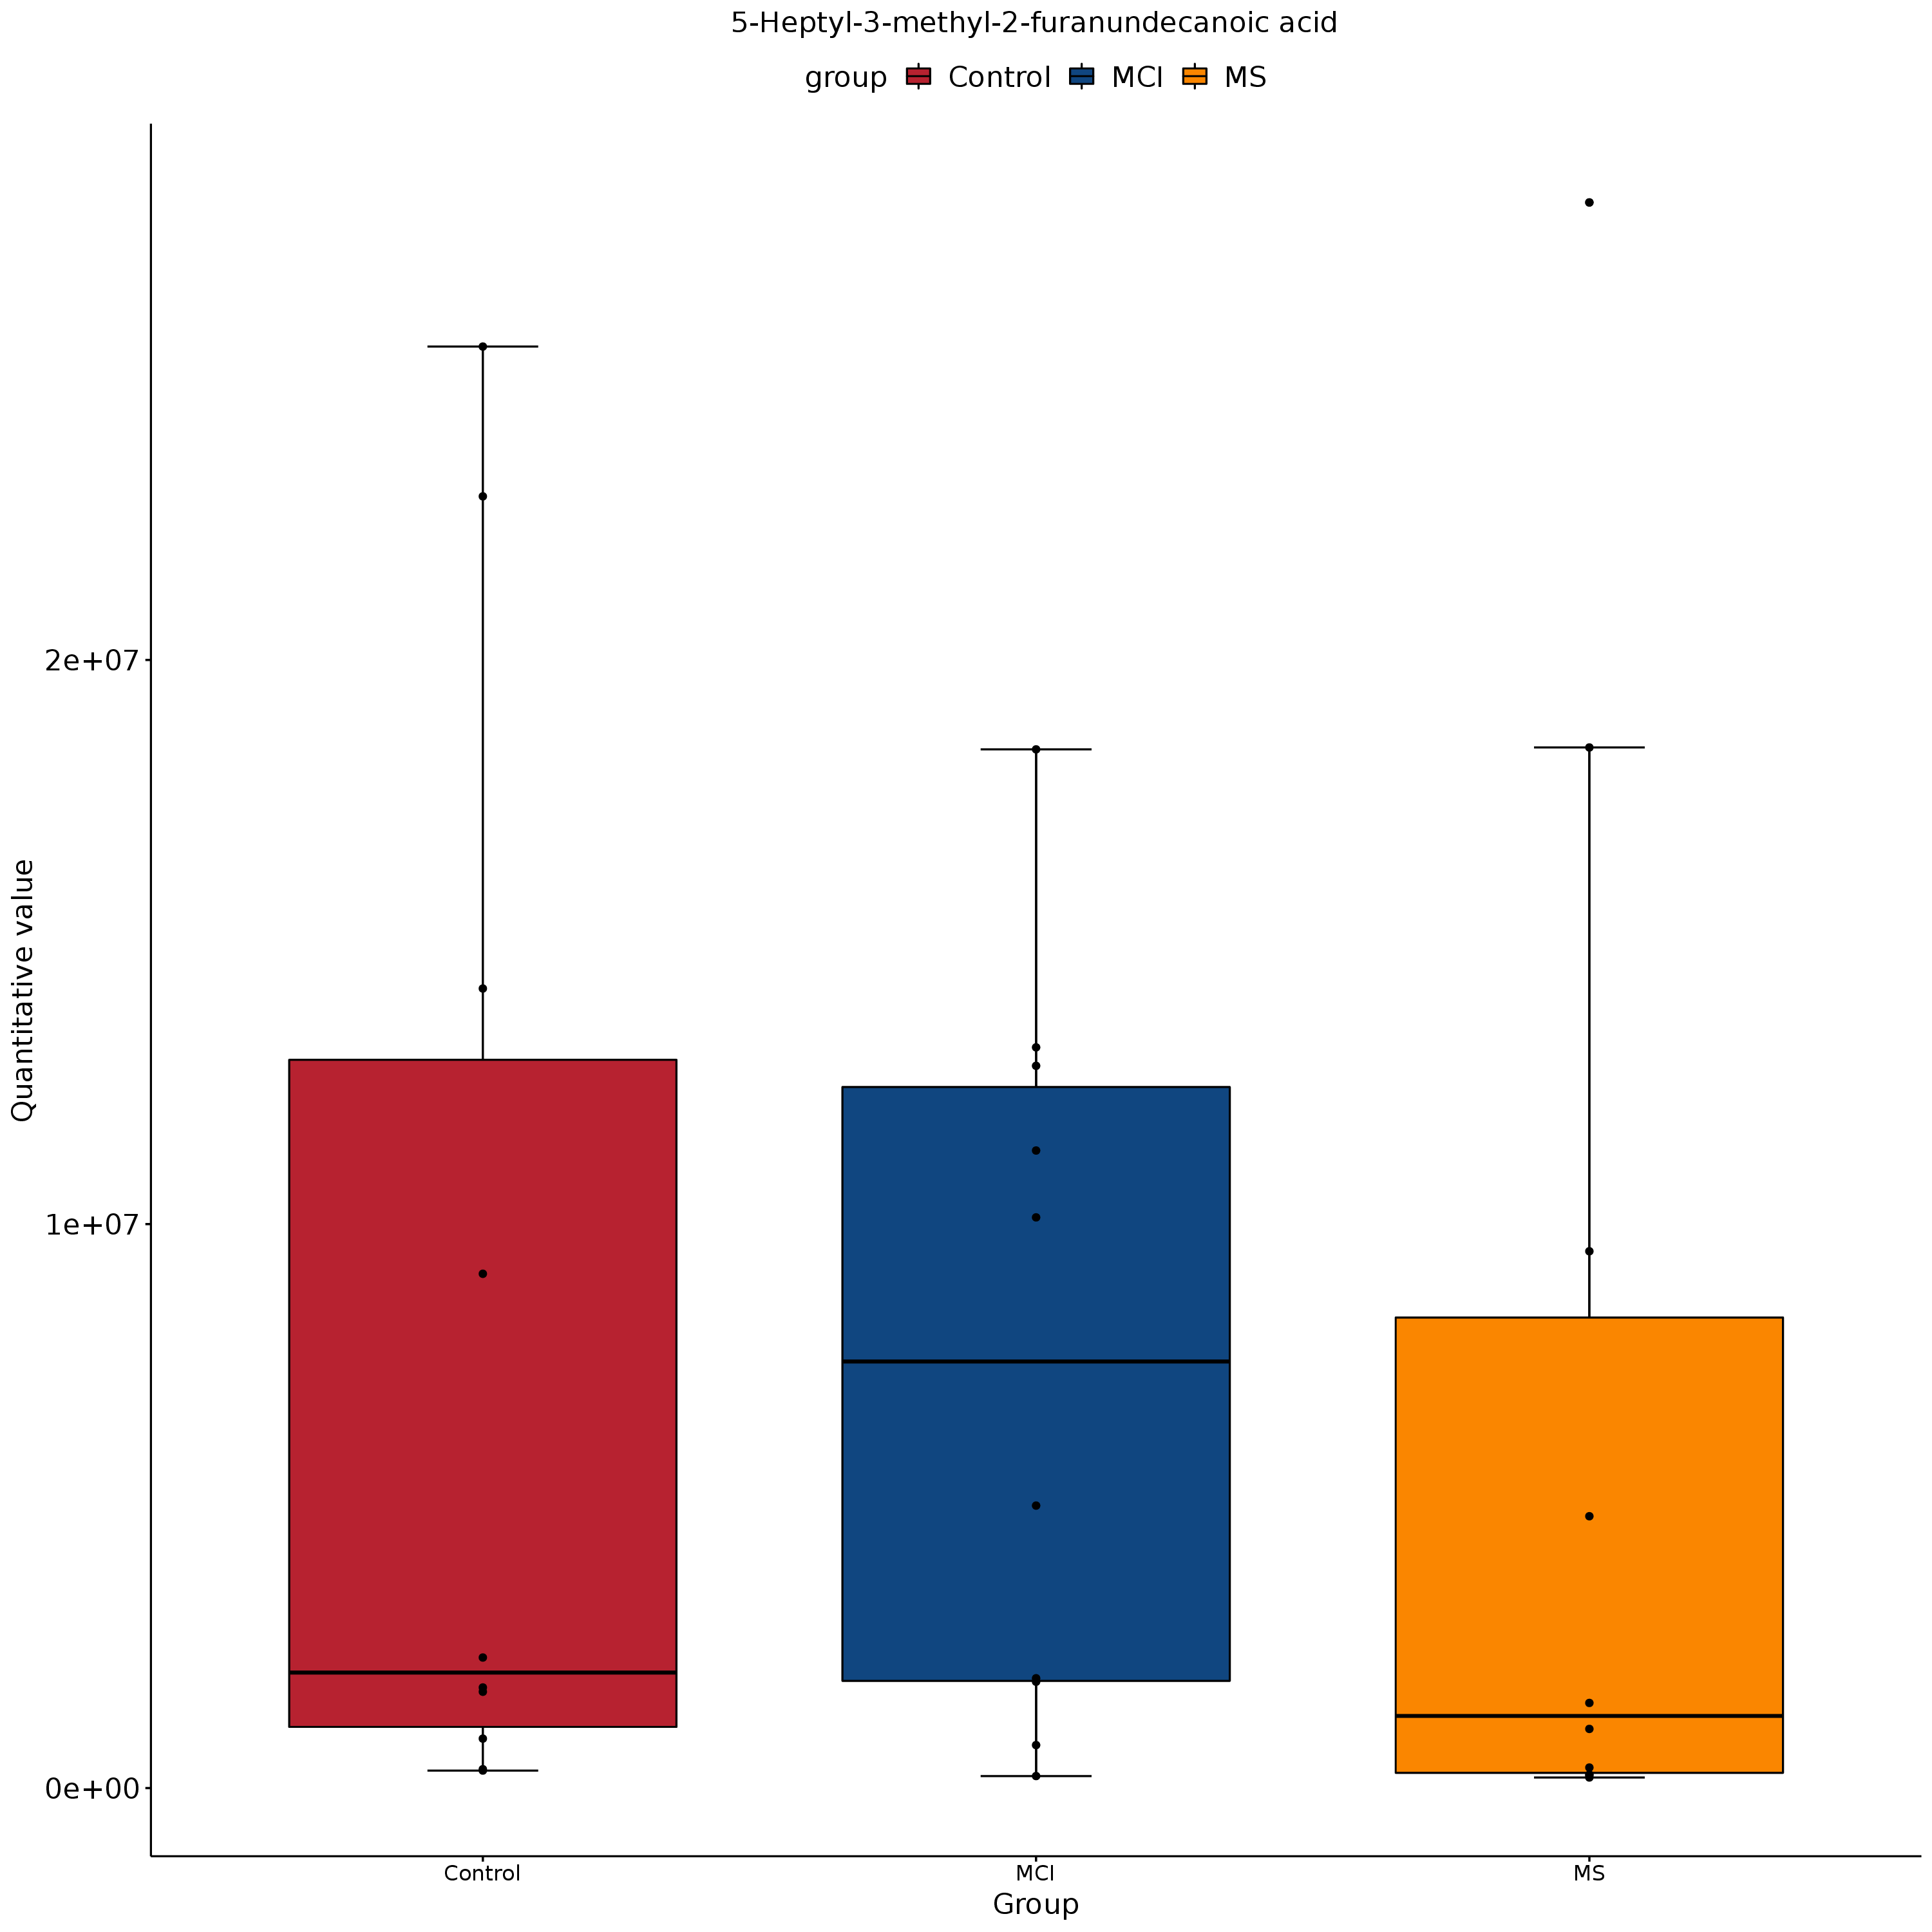 5-Heptyl-3-methyl-2-furanundecanoic acid
group Control MCI MS
Quantitative value
2e+07
1e+07
0e+00
Control MCI MS
Group